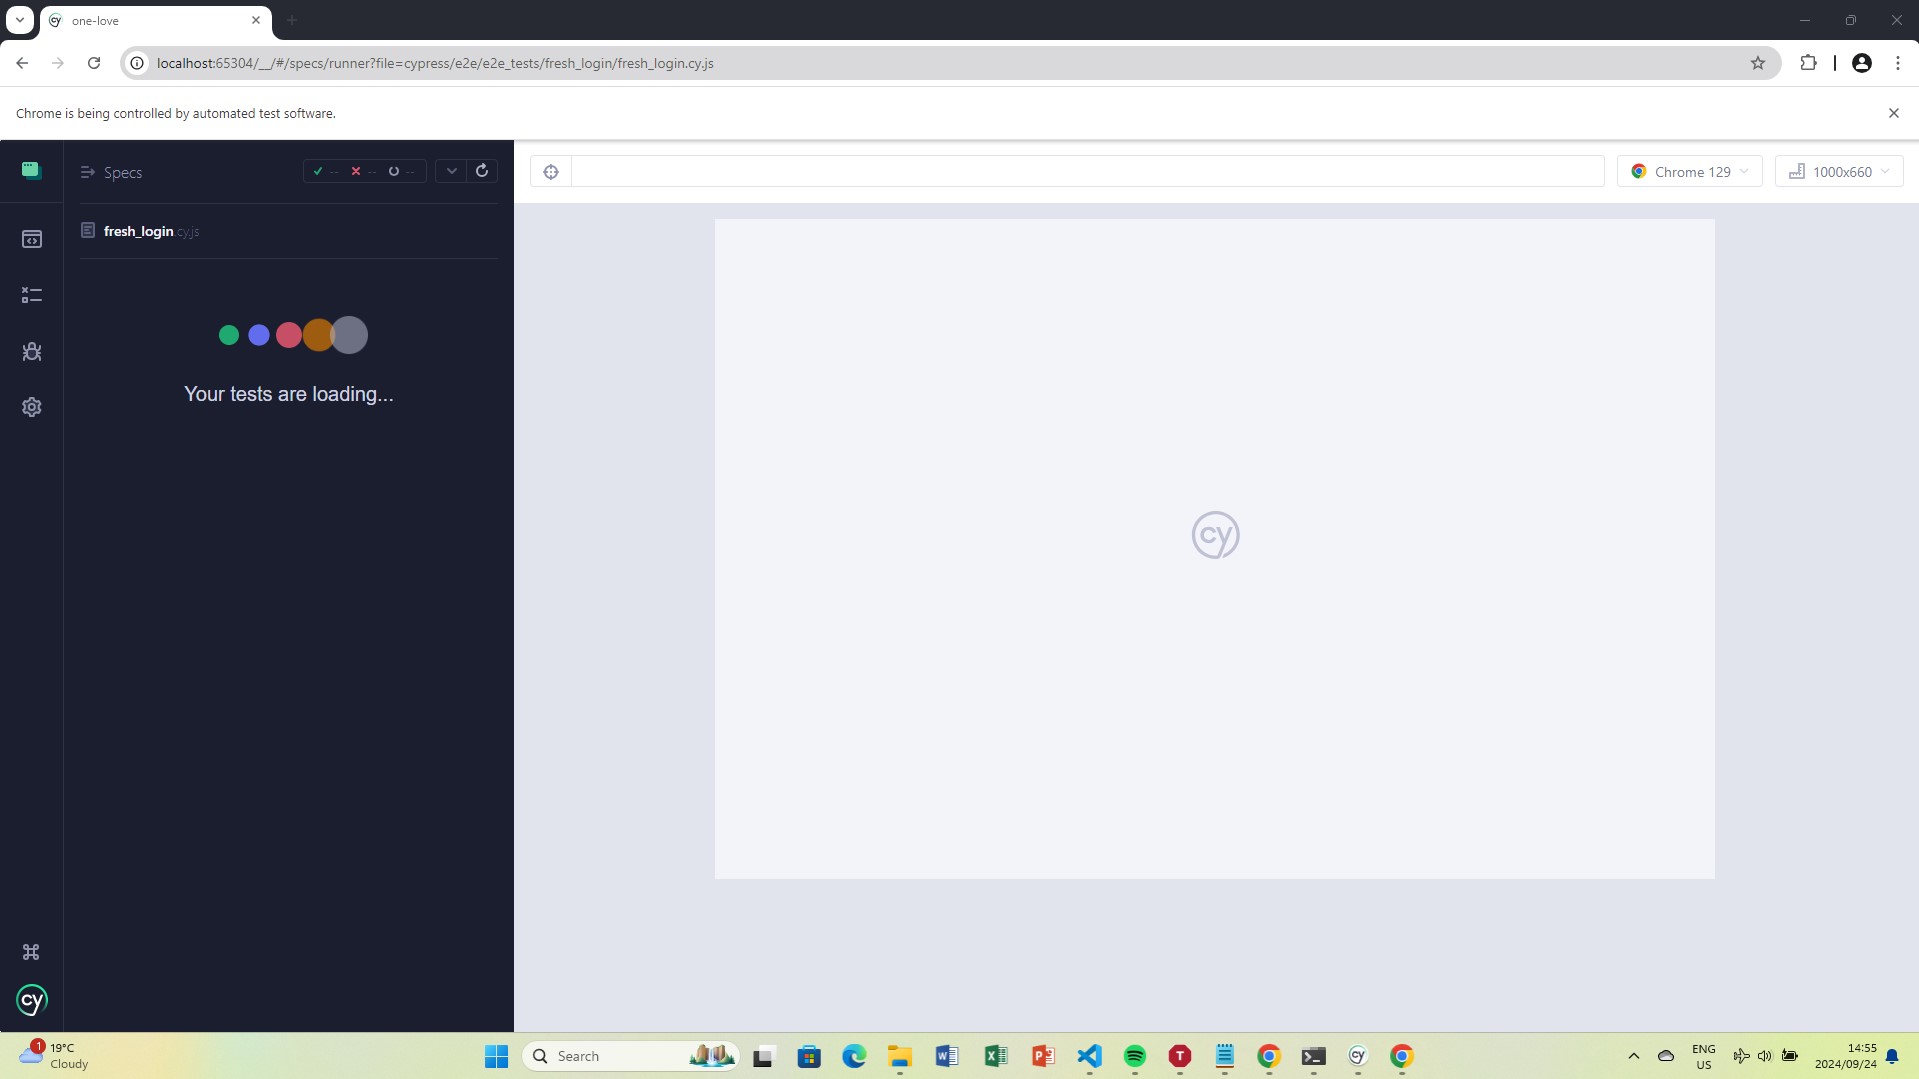 one-love
localhost:65304/__/#/specs/runner?file=cypress/e2e/e2e_tests/fresh_login/fresh_login.cy.js
Chrome is being controlled by automated test software.
Specs
-- -- --
Chrome 129
1000x660
fresh_login.cy.js
Your tests are loading...
cy
cy
1
19°C
Cloudy
Search
ENG
US
14:55
2024/09/24